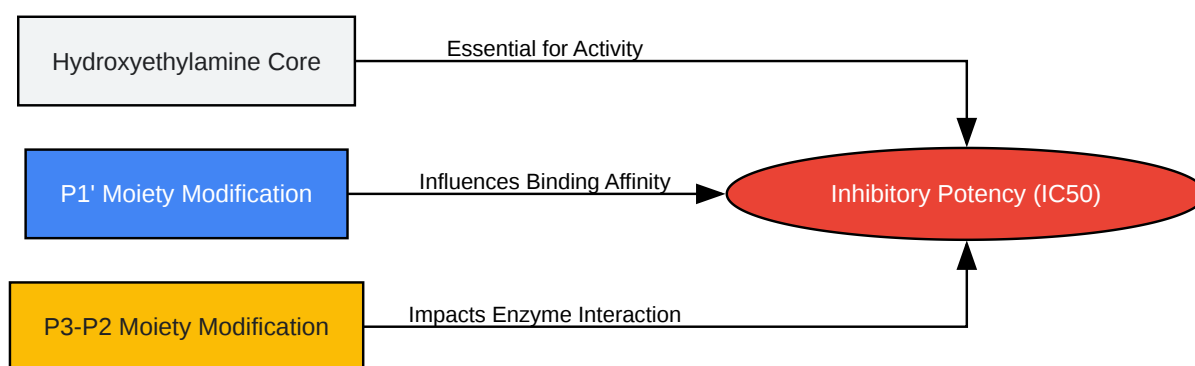 Hydroxyethylamine Core
Essential for Activity
P1' Moiety Modification
Influences Binding Affinity
Inhibitory Potency (IC50)
P3-P2 Moiety Modification
Impacts Enzyme Interaction